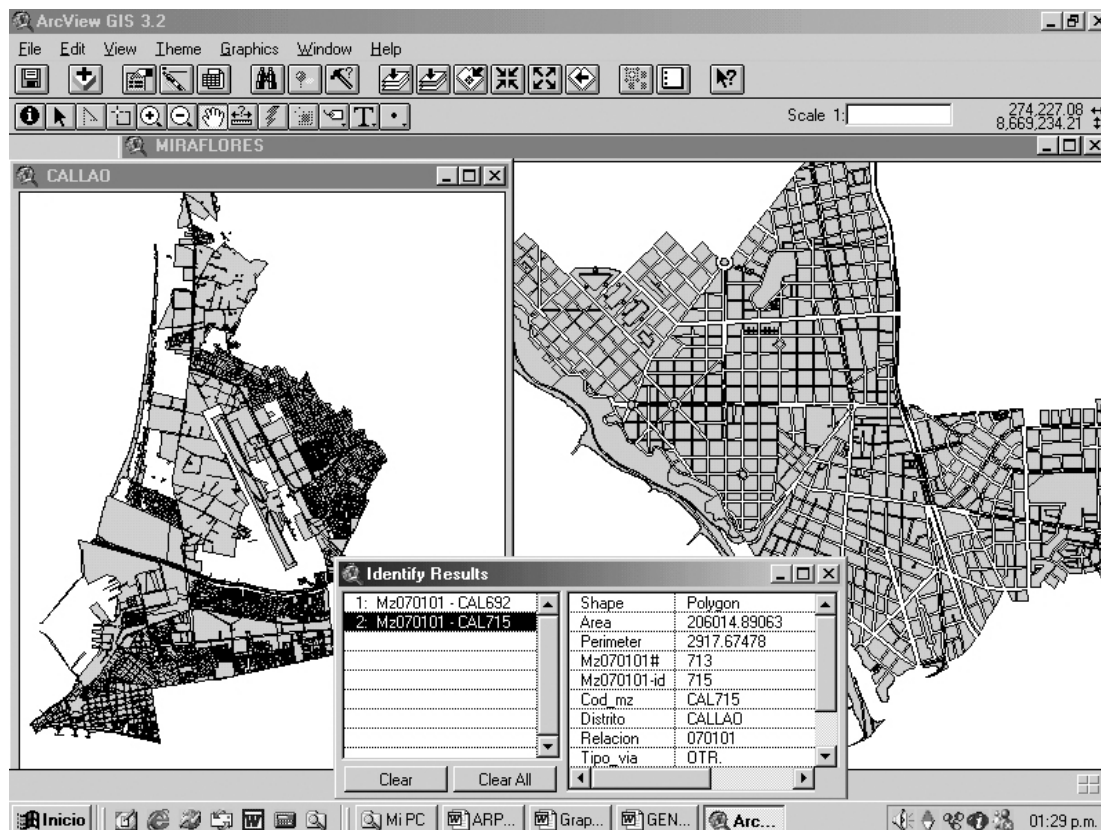 ArcView GIS 3.2
File Edit View Theme Graphics Window Help
Scale 1:
274,227.08
8,669,234.21
MIRAFLORES
CALLAO
Identify Results
1: Mz070101 - CAL692
2: Mz070101 - CAL715
Shape Polygon
Area 206014.89063
Perimeter 2917.67478
Mz070101# 713
Mz070101-id 715
Cod_mz CAL715
Distrito CALLAO
Relacion 070101
Tipo_via OTR.
Clear Clear All
Inicio Mi PC ARP... Grap... GEN... Arc... 01:29 p.m.